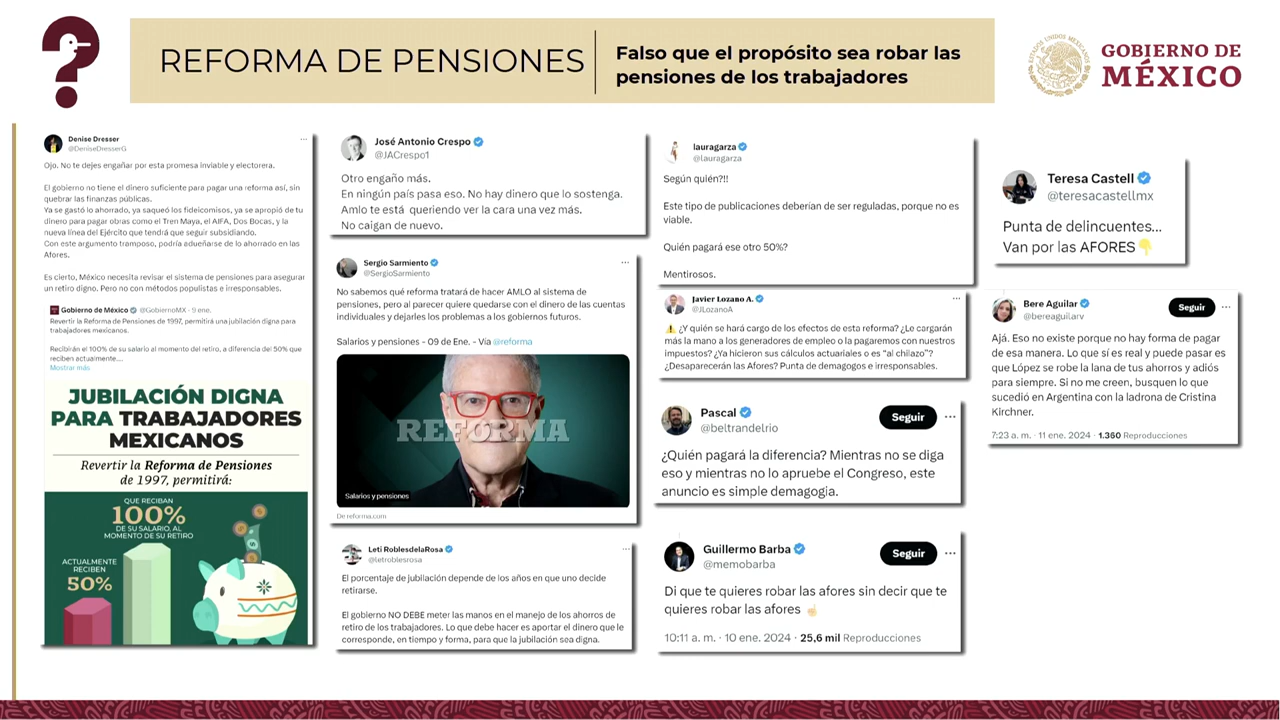 REFORMA DE PENSIONES
Falso que el propósito sea robar las
pensiones de los trabajadores
ESTADOS UNIDOS MEXICANOS
GOBIERNO DE
MÉXICO
Denise Dresser
@DeniseDresserG
Ojo. No te dejes engañar por esta promesa inviable y electorera.
El gobierno no tiene el dinero suficiente para pagar una reforma así, sin
quebrar las finanzas públicas.
Ya se gastó lo ahorrado, ya saqueó los fideicomisos, ya se apropió de tu
dinero para pagar obras como el Tren Maya, el AIFA, Dos Bocas, y la
nueva línea del Ejército que tendrá que seguir subsidiando.
Con este argumento tramposo, podría adueñarse de lo ahorrado en las
Afores.
Es cierto, México necesita revisar el sistema de pensiones para asegurar
un retiro digno. Pero no con métodos populistas e irresponsables.
Gobierno de México @GobiernoMX · 9 ene.
Revertir la Reforma de Pensiones de 1997, permitirá una jubilación digna para
trabajadores mexicanos.
Recibirán el 100% de su salario al momento del retiro, a diferencia del 50% que
reciben actualmente....
Mostrar más
JUBILACIÓN DIGNA
PARA TRABAJADORES
MEXICANOS
Revertir la Reforma de Pensiones
de 1997, permitirá:
QUE RECIBAN
100%
DE SU SALARIO, AL
MOMENTO DE SU RETIRO
ACTUALMENTE
RECIBEN
50%
José Antonio Crespo
@JACrespo1
Otro engaño más.
En ningún país pasa eso. No hay dinero que lo sostenga.
Amlo te está queriendo ver la cara una vez más.
No caigan de nuevo.
Sergio Sarmiento
@SergioSarmiento
No sabemos qué reforma tratará de hacer AMLO al sistema de
pensiones, pero al parecer quiere quedarse con el dinero de las cuentas
individuales y dejarles los problemas a los gobiernos futuros.
Salarios y pensiones - 09 de Ene. - Vía @reforma
REFORMA
Salarios y pensiones
De reforma.com
Leti RoblesdelaRosa
@letroblesrosa
El porcentaje de jubilación depende de los años en que uno decide
retirarse.
El gobierno NO DEBE meter las manos en el manejo de los ahorros de
retiro de los trabajadores. Lo que debe hacer es aportar el dinero que le
corresponde, en tiempo y forma, para que la jubilación sea digna.
lauragarza
@lauragarza
Según quién?!!
Este tipo de publicaciones deberían de ser reguladas, porque no es
viable.
Quién pagará ese otro 50%?
Mentirosos.
Javier Lozano A.
@JLozanoA
¿Y quién se hará cargo de los efectos de esta reforma? ¿Le cargarán
más la mano a los generadores de empleo o la pagaremos con nuestros
impuestos? ¿Ya hicieron sus cálculos actuariales o es "al chilazo"?
¿Desaparecerán las Afores? Punta de demagogos e irresponsables.
Pascal
@beltrandelrio
Seguir
¿Quién pagará la diferencia? Mientras no se diga
eso y mientras no lo apruebe el Congreso, este
anuncio es simple demagogia.
Guillermo Barba
@memobarba
Seguir
Di que te quieres robar las afores sin decir que te
quieres robar las afores
10:11 a. m. · 10 ene. 2024 · 25,6 mil Reproducciones
Teresa Castell
@teresacastellmx
Punta de delincuentes...
Van por las AFORES
Bere Aguilar
@bereaguilarv
Seguir
Ajá. Eso no existe porque no hay forma de pagar
de esa manera. Lo que sí es real y puede pasar es
que López se robe la lana de tus ahorros y adiós
para siempre. Si no me creen, busquen lo que
sucedió en Argentina con la ladrona de Cristina
Kirchner.
7:23 a. m. · 11 ene. 2024 · 1.360 Reproducciones